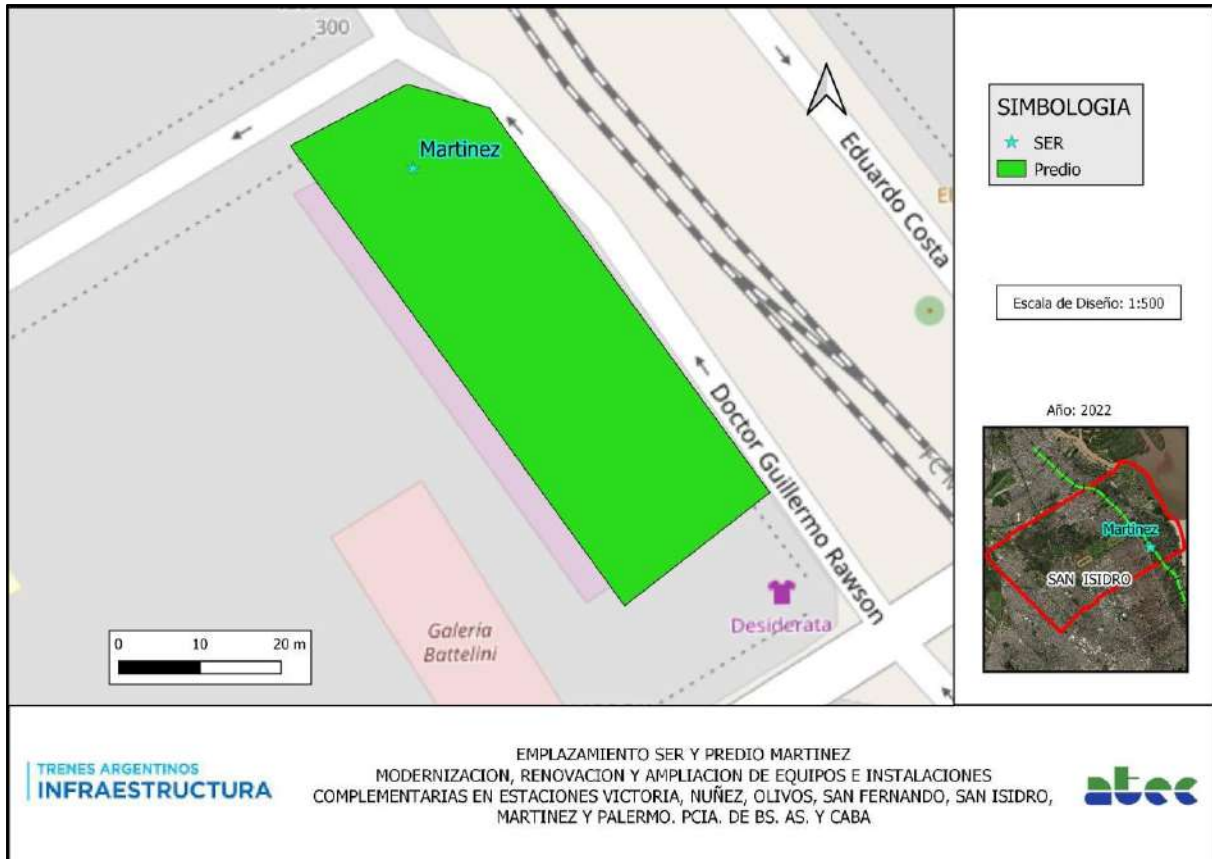 300
Martinez
Eduardo Costa
Doctor Guillermo Rawson
Desiderata
Galería
Battelini
0 10 20 m
SIMBOLOGIA
SER
Predio
Escala de Diseño: 1:500
Año: 2022
1
Martinez
SAN ISIDRO
TRENES ARGENTINOS
INFRAESTRUCTURA
EMPLAZAMIENTO SER Y PREDIO MARTINEZ
MODERNIZACION, RENOVACION Y AMPLIACION DE EQUIPOS E INSTALACIONES
COMPLEMENTARIAS EN ESTACIONES VICTORIA, NUÑEZ, OLIVOS, SAN FERNANDO, SAN ISIDRO,
MARTINEZ Y PALERMO. PCIA. DE BS. AS. Y CABA
atec